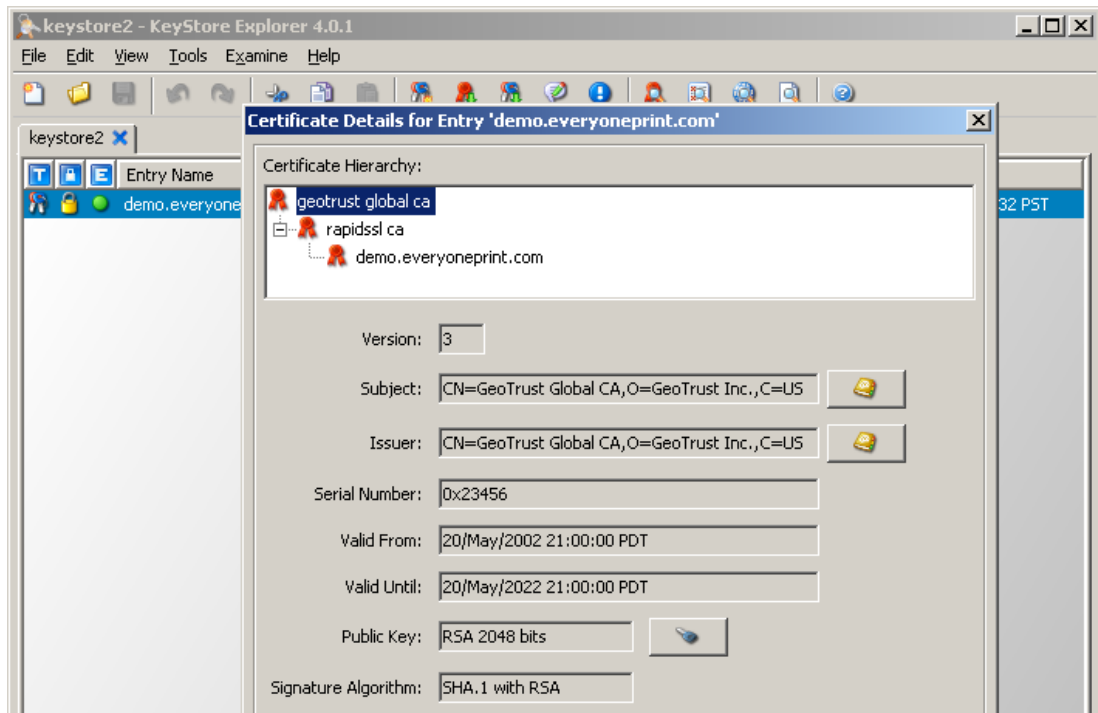 keystore2 - KeyStore Explorer 4.0.1
File Edit View Tools Examine Help
keystore2
Certificate Details for Entry 'demo.everyoneprint.com'
T E Entry Name
demo.everyone
32 PST
Certificate Hierarchy:
geotrust global ca
rapidssl ca
demo.everyoneprint.com
Version: 3
Subject: CN=GeoTrust Global CA,O=GeoTrust Inc.,C=US
Issuer: CN=GeoTrust Global CA,O=GeoTrust Inc.,C=US
Serial Number: 0x23456
Valid From: 20/May/2002 21:00:00 PDT
Valid Until: 20/May/2022 21:00:00 PDT
Public Key: RSA 2048 bits
Signature Algorithm: SHA.1 with RSA